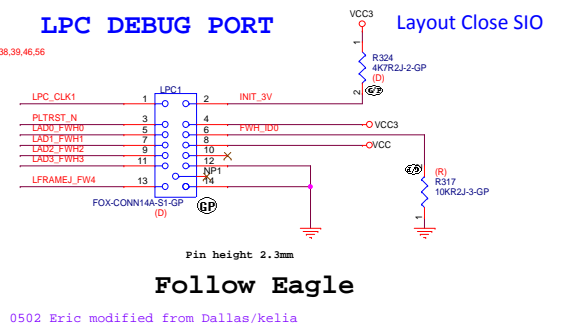 LPC DEBUG PORT
VCC3
Layout Close SIO
38,39,46,56
1
R324
4K7R2J-2-GP
(D)
2
LPC1
LPC_CLK1 1 2 INIT_3V
PLTRST_N 3 4 VCC3
LAD0_FWH0 5 6 FWH_ID0
LAD1_FWH1 7 8 VCC
LAD2_FWH2 9 10
LAD3_FWH3 11 12
NP1
LFRAMEJ_FW4 13 14
(R)
R317
10KR2J-3-GP
1
FOX-CONN14A-S1-GP
(D)
GP
Pin height 2.3mm
Follow Eagle
0502 Eric modified from Dallas/kelia